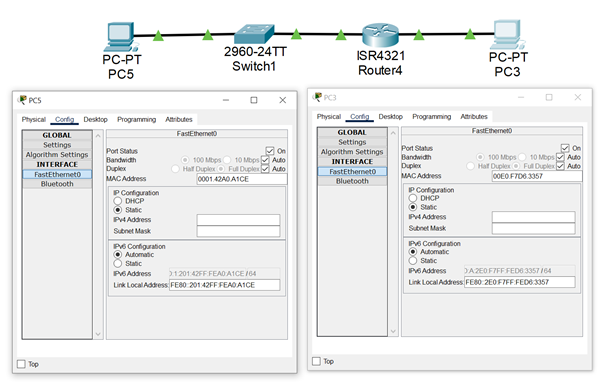 PC-PT
PC5
2960-24TT
Switch1
ISR4321
Router4
PC-PT
PC3
PC5
Physical Config Desktop Programming Attributes
GLOBAL
Settings
Algorithm Settings
INTERFACE
FastEthernet0
Bluetooth
FastEthernet0
Port Status On
Bandwidth 100 Mbps 10 Mbps Auto
Duplex Half Duplex Full Duplex Auto
MAC Address 0001.42A0.A1CE
IP Configuration
DHCP
Static
IPv4 Address
Subnet Mask
IPv6 Configuration
Automatic
Static
IPv6 Address 0:1:201:42FF:FEA0:A1CE / 64
Link Local Address: FE80::201:42FF:FEA0:A1CE
Top
PC3
Physical Config Desktop Programming Attributes
GLOBAL
Settings
Algorithm Settings
INTERFACE
FastEthernet0
Bluetooth
FastEthernet0
Port Status On
Bandwidth 100 Mbps 10 Mbps Auto
Duplex Half Duplex Full Duplex Auto
MAC Address 00E0.F7D6.3357
IP Configuration
DHCP
Static
IPv4 Address
Subnet Mask
IPv6 Configuration
Automatic
Static
IPv6 Address 0:A:2E0:F7FF:FED6:3357 / 64
Link Local Address: FE80::2E0:F7FF:FED6:3357
Top